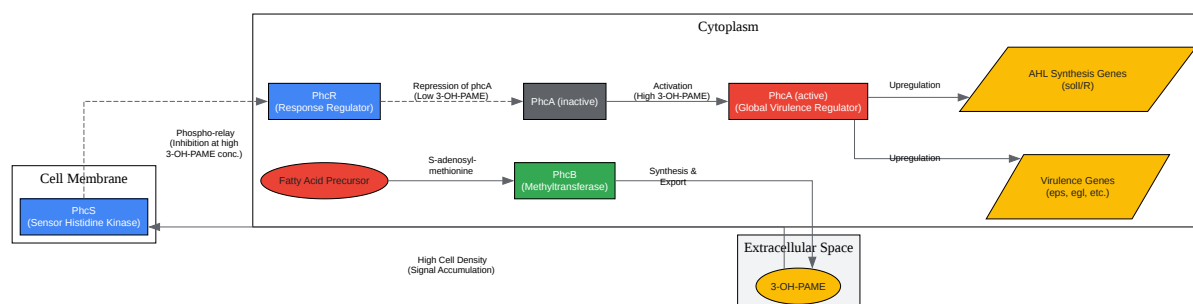 Cytoplasm
PhcR
(Response Regulator)
Repression of phcA
(Low 3-OH-PAME)
PhcA (inactive)
Activation
(High 3-OH-PAME)
PhcA (active)
(Global Virulence Regulator)
Upregulation
AHL Synthesis Genes
(solI/R)
Phospho-relay
(Inhibition at high
3-OH-PAME conc.)
Fatty Acid Precursor
S-adenosyl-
methionine
PhcB
(Methyltransferase)
Synthesis &
Export
Upregulation
Virulence Genes
(eps, egl, etc.)
Cell Membrane
PhcS
(Sensor Histidine Kinase)
High Cell Density
(Signal Accumulation)
Extracellular Space
3-OH-PAME